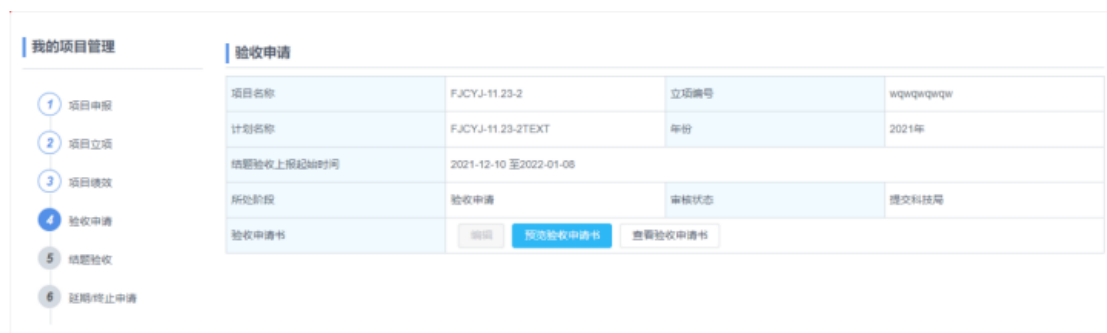 我的项目管理
1 项目申报
2 项目立项
3 项目绩效
4 验收申请
5 结题验收
6 延期/终止申请
验收申请
项目名称 FJCYJ-11.23-2 立项编号 wqwqwqwqw
计划名称 FJCYJ-11.23-2TEXT 年份 2021年
结题验收上报起始时间 2021-12-10 至2022-01-08
所处阶段 验收申请 审核状态 提交科技局
验收申请书 编辑 预览验收申请书 查看验收申请书